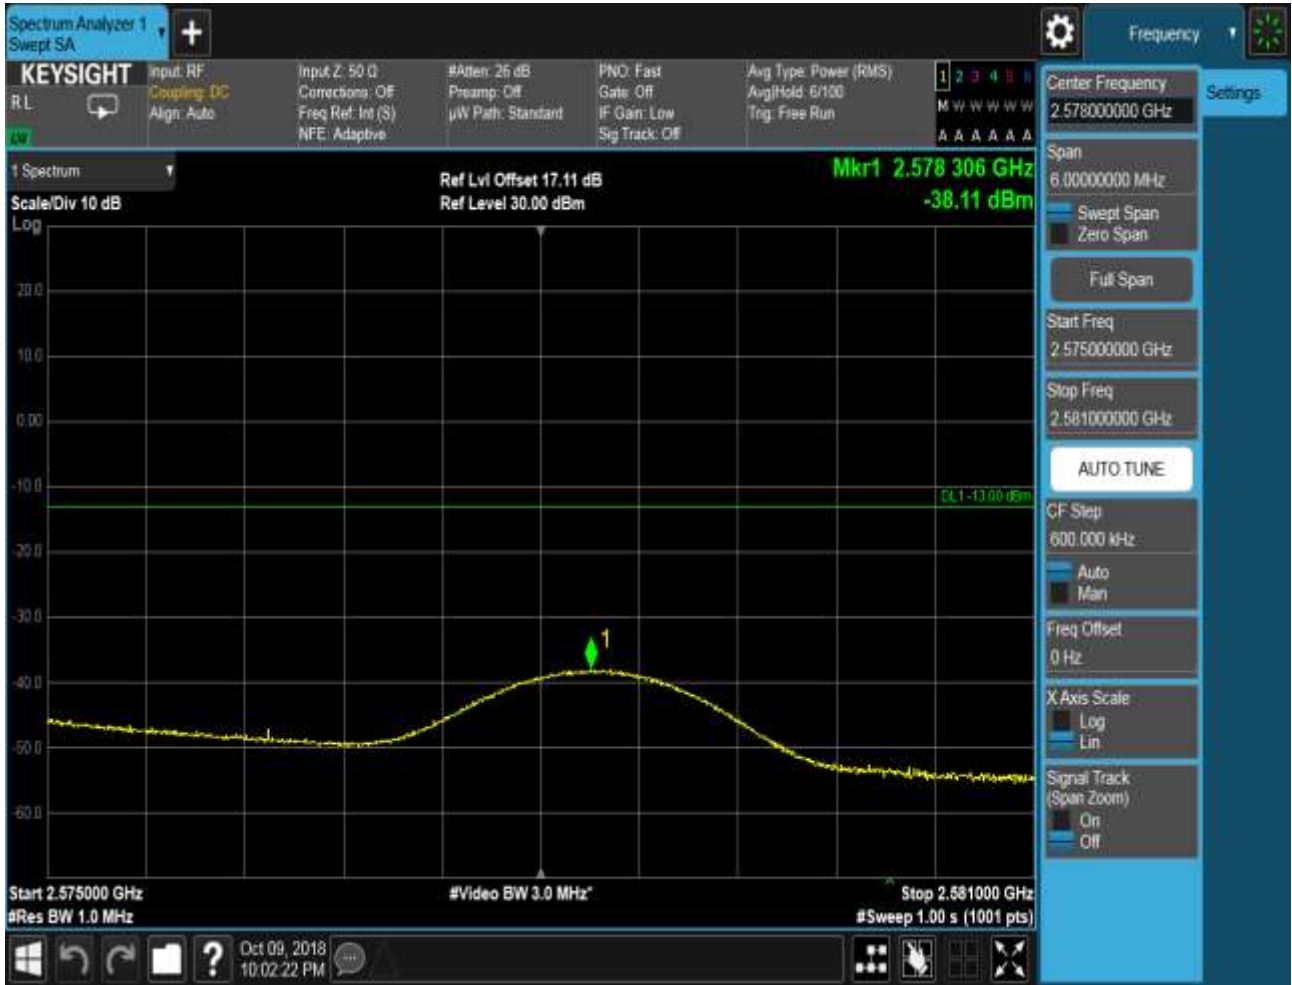 Spectrum Analyzer 1
Swept SA
Frequency
KEYSIGHT
R L
Input: RF
Coupling: DC
Align: Auto
Input Z: 50 Ω
Corrections: Off
Freq Ref: Int (S)
NFE: Adaptive
#Atten: 26 dB
Preamp: Off
µW Path: Standard
PNO: Fast
Gate: Off
IF Gain: Low
Sig Track: Off
Avg Type: Power (RMS)
Avg|Hold: 6/100
Trig: Free Run
1 2 3 4 5 6
M W W W W W
A A A A A A
1 Spectrum
Scale/Div 10 dB
Log
Ref Lvl Offset 17.11 dB
Ref Level 30.00 dBm
Mkr1 2.578 306 GHz
-38.11 dBm
20.0
10.0
0.00
-10.0
-20.0
-30.0
-40.0
-50.0
-60.0
DL1 -13.00 dBm
1
Start 2.575000 GHz
#Res BW 1.0 MHz
#Video BW 3.0 MHz*
Stop 2.581000 GHz
#Sweep 1.00 s (1001 pts)
Center Frequency
2.578000000 GHz
Settings
Span
6.00000000 MHz
Swept Span
Zero Span
Full Span
Start Freq
2.575000000 GHz
Stop Freq
2.581000000 GHz
AUTO TUNE
CF Step
600.000 kHz
Auto
Man
Freq Offset
0 Hz
X Axis Scale
Log
Lin
Signal Track
(Span Zoom)
On
Off
?
Oct 09, 2018
10:02:22 PM